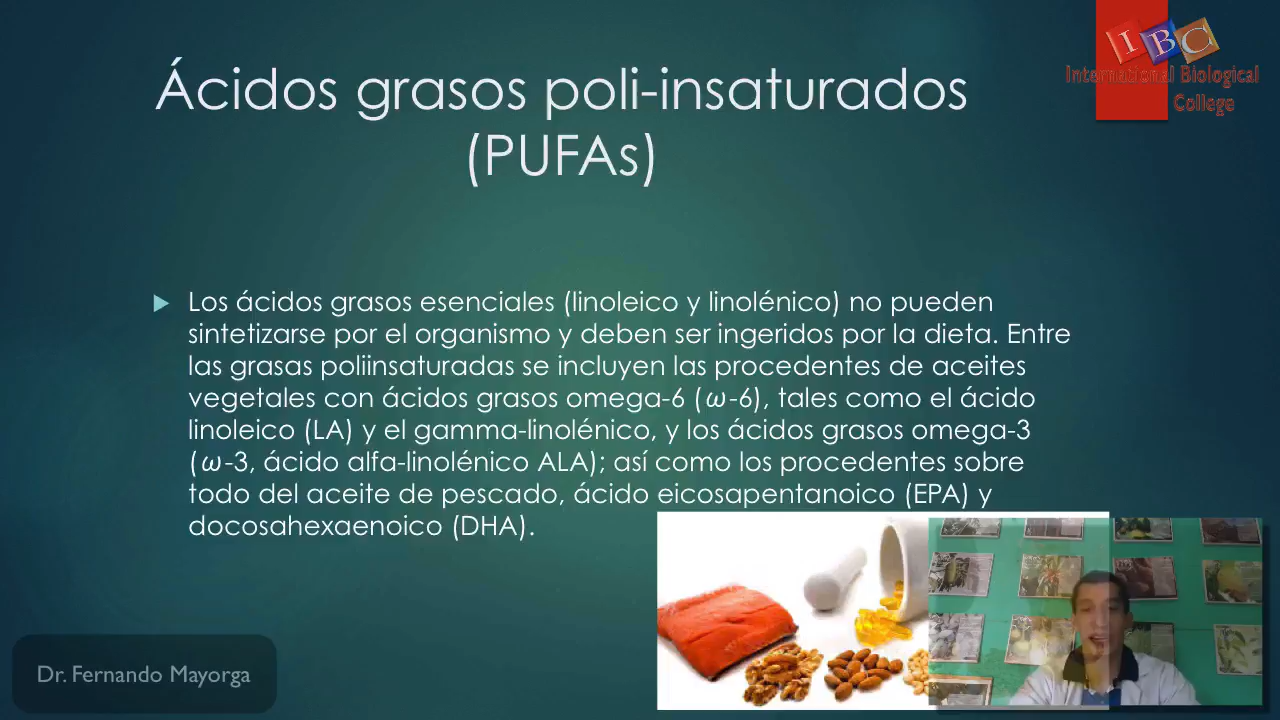 Ácidos grasos poli-insaturados
(PUFAs)
IBC
International Biological
College
Los ácidos grasos esenciales (linoleico y linolénico) no pueden
sintetizarse por el organismo y deben ser ingeridos por la dieta. Entre
las grasas poliinsaturadas se incluyen las procedentes de aceites
vegetales con ácidos grasos omega-6 (ω-6), tales como el ácido
linoleico (LA) y el gamma-linolénico, y los ácidos grasos omega-3
(ω-3, ácido alfa-linolénico ALA); así como los procedentes sobre
todo del aceite de pescado, ácido eicosapentanoico (EPA) y
docosahexaenoico (DHA).
Dr. Fernando Mayorga